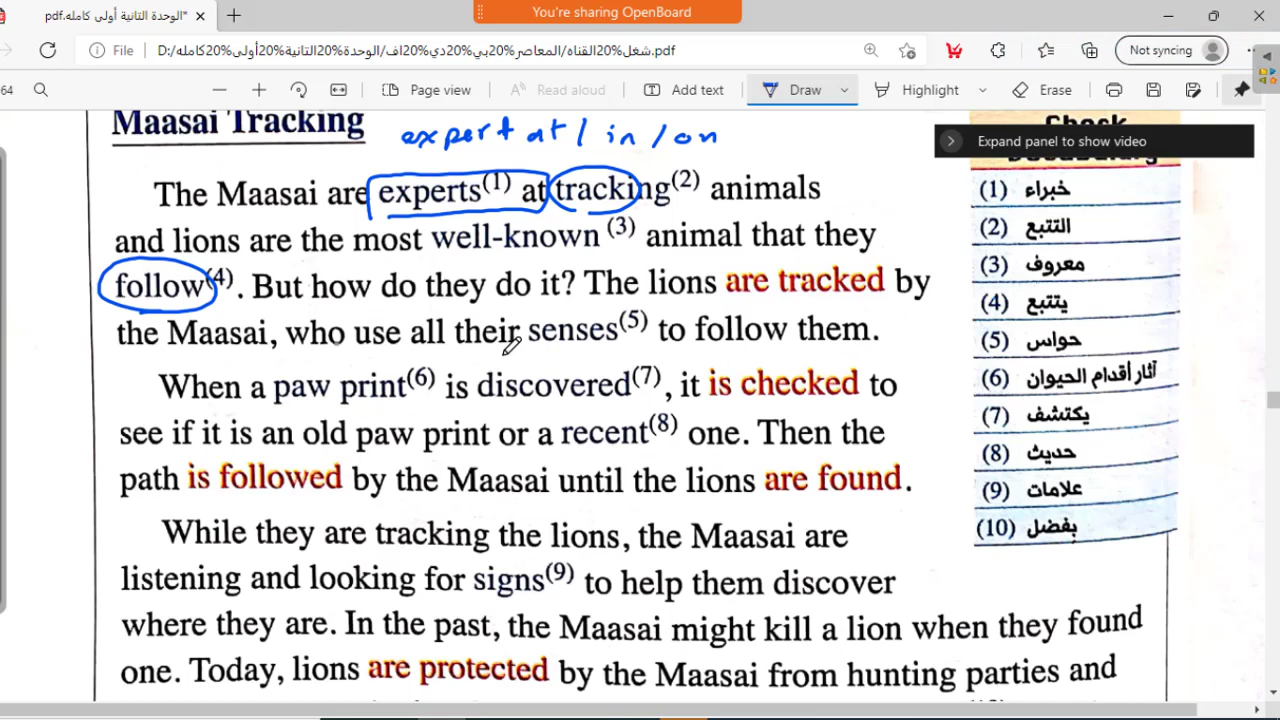 *الوحدة الثانية أولى كامله.pdf
You're sharing OpenBoard
File
D:/شغل%20القناه/المعاصر%20بي%20دي%20اف/الوحدة%20الثانية%20أولى%20كامله.pdf
Not syncing
64
Page view
Read aloud
Add text
Draw
Highlight
Erase
Expand panel to show video
Maasai Tracking
expert at / in / on
The Maasai are experts(1) at tracking(2) animals
and lions are the most well-known (3) animal that they
follow(4). But how do they do it? The lions are tracked by
the Maasai, who use all their senses(5) to follow them.
When a paw print(6) is discovered(7), it is checked to
see if it is an old paw print or a recent(8) one. Then the
path is followed by the Maasai until the lions are found.
While they are tracking the lions, the Maasai are
listening and looking for signs(9) to help them discover
where they are. In the past, the Maasai might kill a lion when they found
one. Today, lions are protected by the Maasai from hunting parties and
Check
(1) خبراء
(2) التتبع
(3) معروف
(4) يتتبع
(5) حواس
(6) آثار أقدام الحيوان
(7) يكتشف
(8) حديث
(9) علامات
(10) بفضل